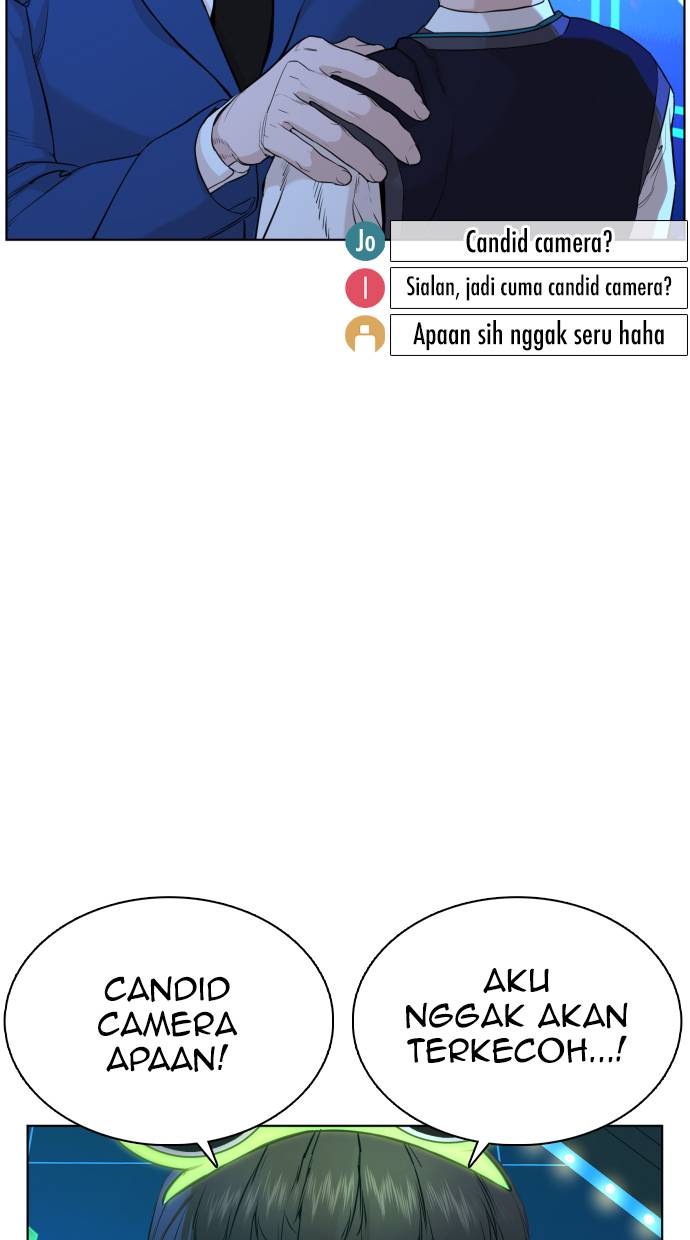 Jo Candid camera?
I Sialan, jadi cuma candid camera?
Apaan sih nggak seru haha
CANDID
CAMERA
APAAN!
AKU
NGGAK AKAN
TERKECOH...!